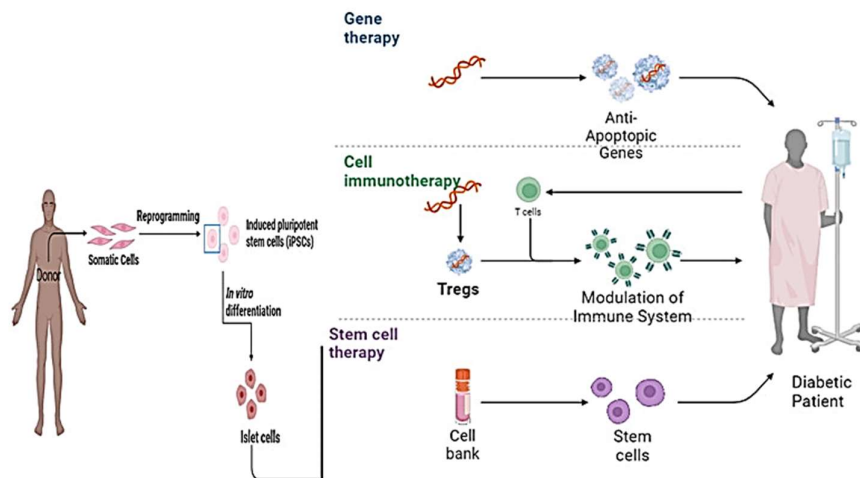 Gene
therapy
Anti-
Apoptopic
Genes
Cell
immunotherapy
T cells
Tregs
Modulation of
Immune System
Donor
Somatic Cells
Reprogramming
Induced pluripotent
stem cells (iPSCs)
In vitro
differentiation
Islet cells
Stem cell
therapy
Cell
bank
Stem
cells
Diabetic
Patient